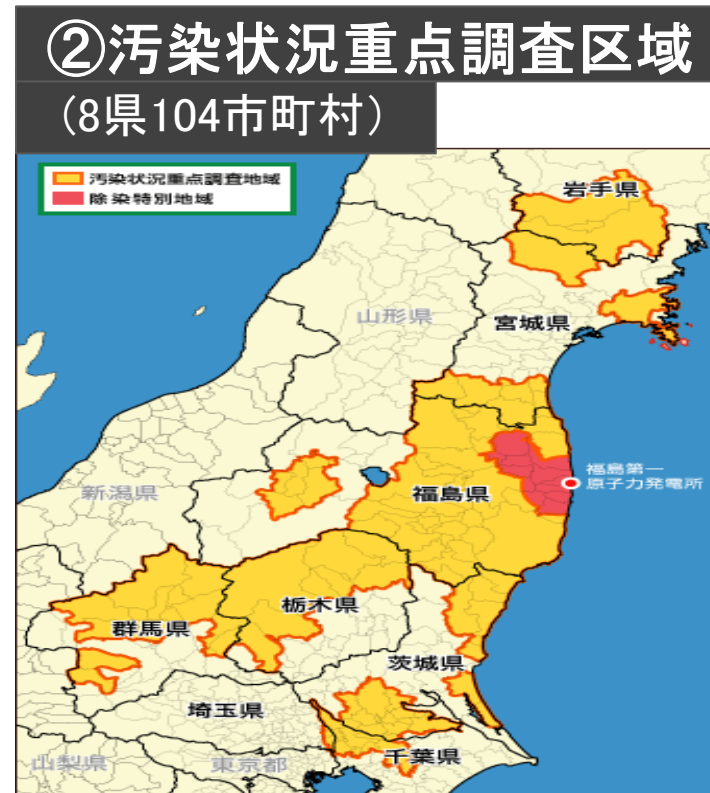 ②汚染状況重点調査区域
(8県104市町村)
汚染状況重点調査地域
除染特別地域
岩手県
山形県
宮城県
福島第一
原子力発電所
新潟県
福島県
栃木県
群馬県
茨城県
埼玉県
千葉県
山梨県
東京都